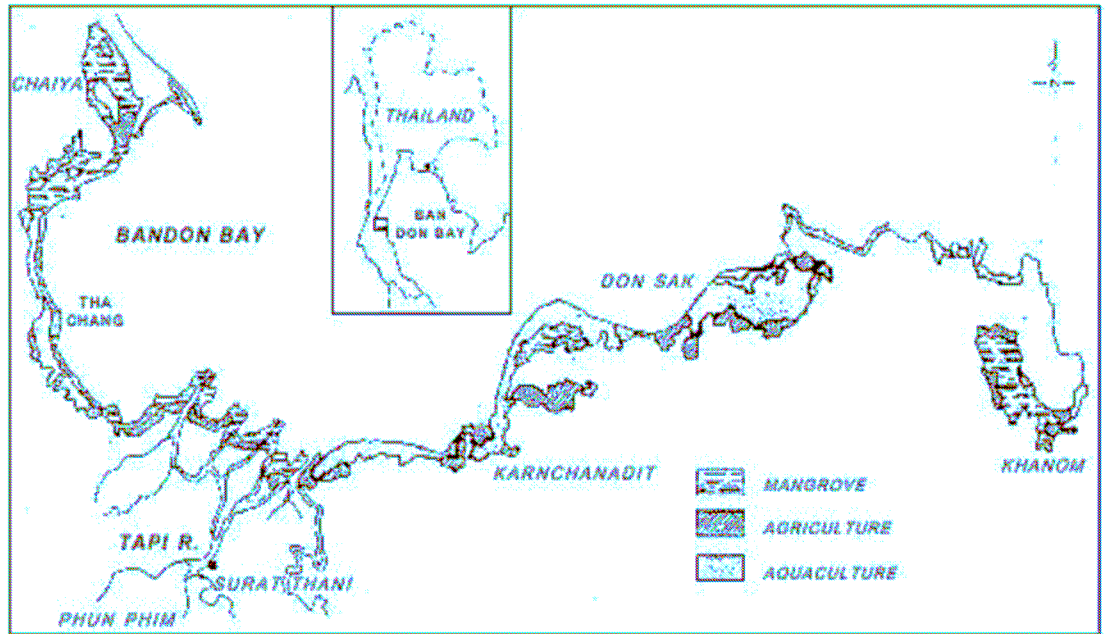 CHAIYA
THAILAND
BANDON BAY
BAN
DON BAY
THA
CHANG
DON SAK
KARNCHANADIT
KHANOM
MANGROVE
AGRICULTURE
AQUACULTURE
TAPI R.
SURAT THANI
PHUN PHIM